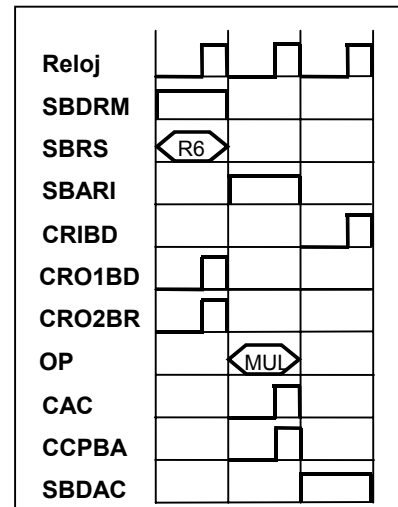 Reloj
SBDRM
SBRS R6
SBARI
CRIBD
CRO1BD
CRO2BR
OP MUL
CAC
CCPBA
SBDAC